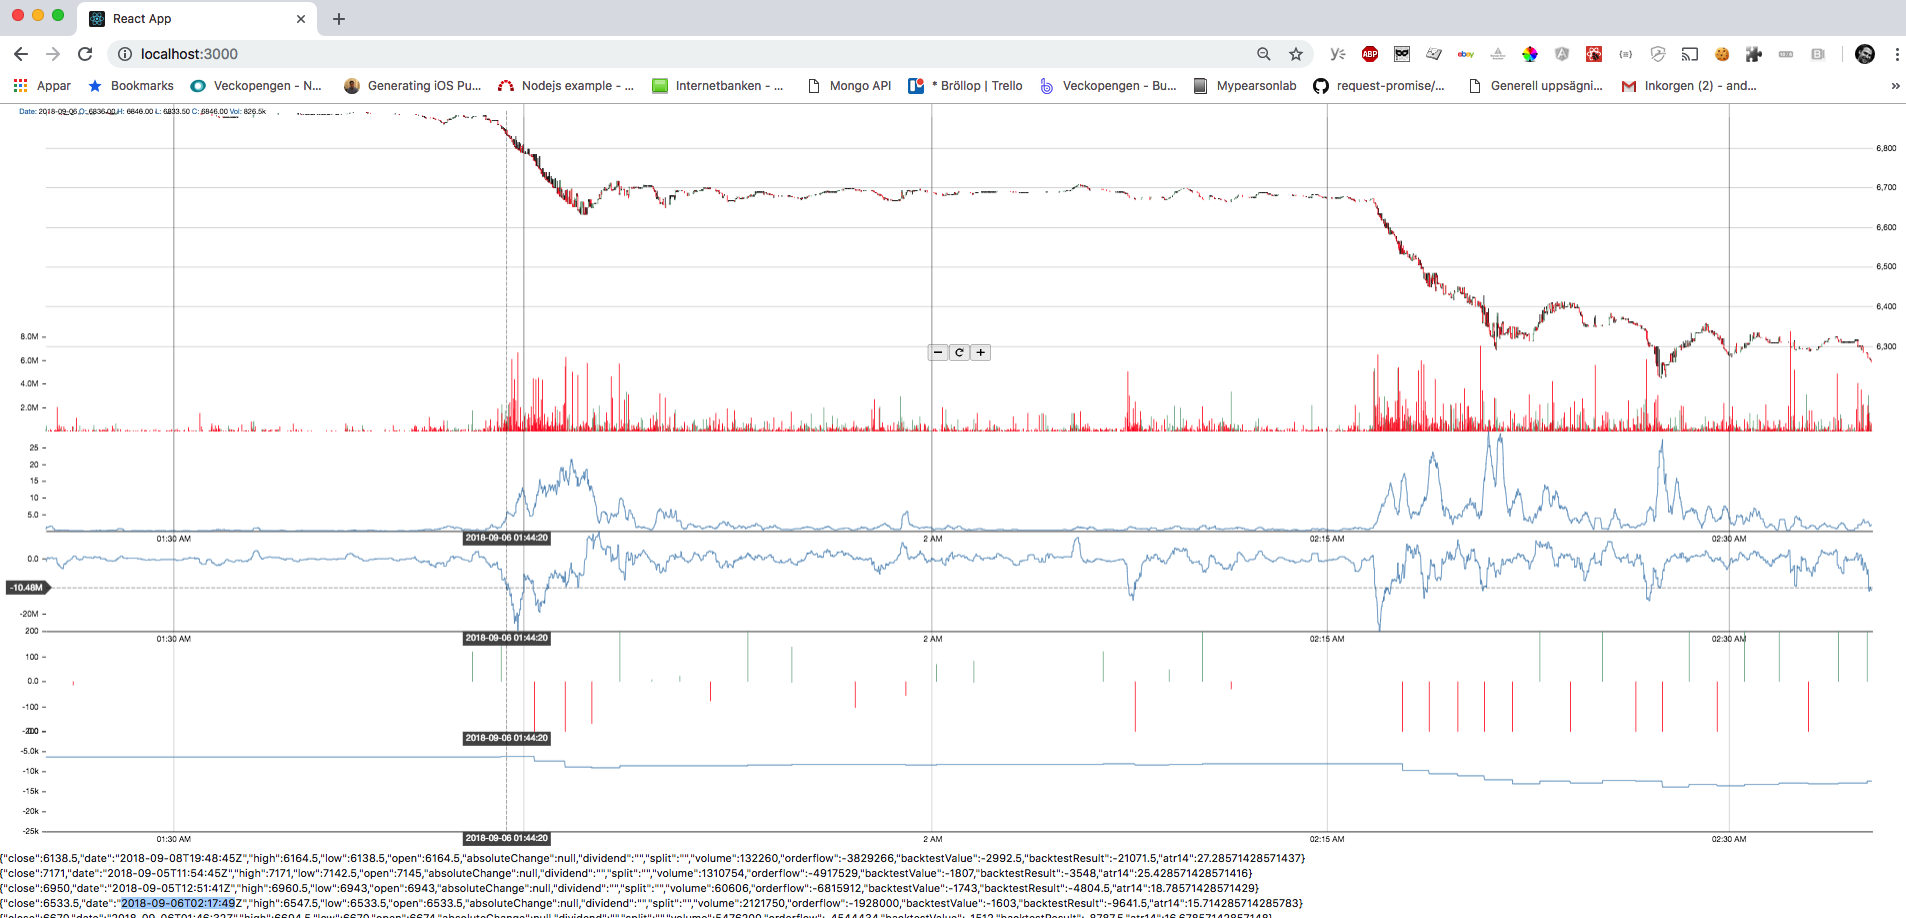 React App
localhost:3000
Appar Bookmarks Veckopengen - N... Generating iOS Pu... Nodejs example - ... Internetbanken - ... Mongo API * Bröllop | Trello Veckopengen - Bu... Mypearsonlab request-promise/... Generell uppsägni... Inkorgen (2) - and... »
Date: 2018-09-06 O: 6836.00 H: 6846.00 L: 6833.50 C: 6846.00 Vol: 826.5k
6,800
6,700
6,600
6,500
6,400
6,300
8.0M
6.0M
4.0M
2.0M
25
20
15
10
5.0
01:30 AM 2018-09-06 01:44:20 2 AM 02:15 AM 02:30 AM
0.0
-10.48M
-20M
200
01:30 AM 2018-09-06 01:44:20 2 AM 02:15 AM 02:30 AM
100
0.0
-100
2018-09-06 01:44:20
-5.0k
-10k
-15k
-20k
-25k
01:30 AM 2018-09-06 01:44:20 2 AM 02:15 AM 02:30 AM
{"close":6138.5,"date":"2018-09-08T19:48:45Z","high":6164.5,"low":6138.5,"open":6164.5,"absoluteChange":null,"dividend":"","split":"","volume":132260,"orderflow":-3829266,"backtestValue":-2992.5,"backtestResult":-21071.5,"atr14":27.28571428571437}
{"close":7171,"date":"2018-09-05T11:54:45Z","high":7171,"low":7142.5,"open":7145,"absoluteChange":null,"dividend":"","split":"","volume":1310754,"orderflow":-4917529,"backtestValue":-1807,"backtestResult":-3548,"atr14":25.428571428571416}
{"close":6950,"date":"2018-09-05T12:51:41Z","high":6960.5,"low":6943,"open":6943,"absoluteChange":null,"dividend":"","split":"","volume":60606,"orderflow":-6815912,"backtestValue":-1743,"backtestResult":-4804.5,"atr14":18.785714285714429}
{"close":6533.5,"date":"2018-09-06T02:17:49Z","high":6547.5,"low":6533.5,"open":6533.5,"absoluteChange":null,"dividend":"","split":"","volume":2121750,"orderflow":-1928000,"backtestValue":-1603,"backtestResult":-9641.5,"atr14":15.714285714285783}